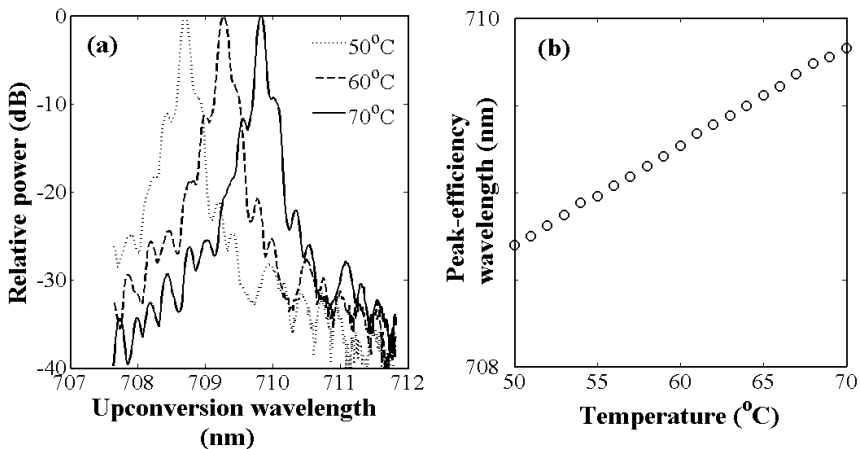 (a)
50°C
60°C
70°C
0
-10
-20
-30
-40
Relative power (dB)
707 708 709 710 711 712
Upconversion wavelength
(nm)
(b)
710
708
Peak-efficiency
wavelength (nm)
50 55 60 65 70
Temperature (°C)